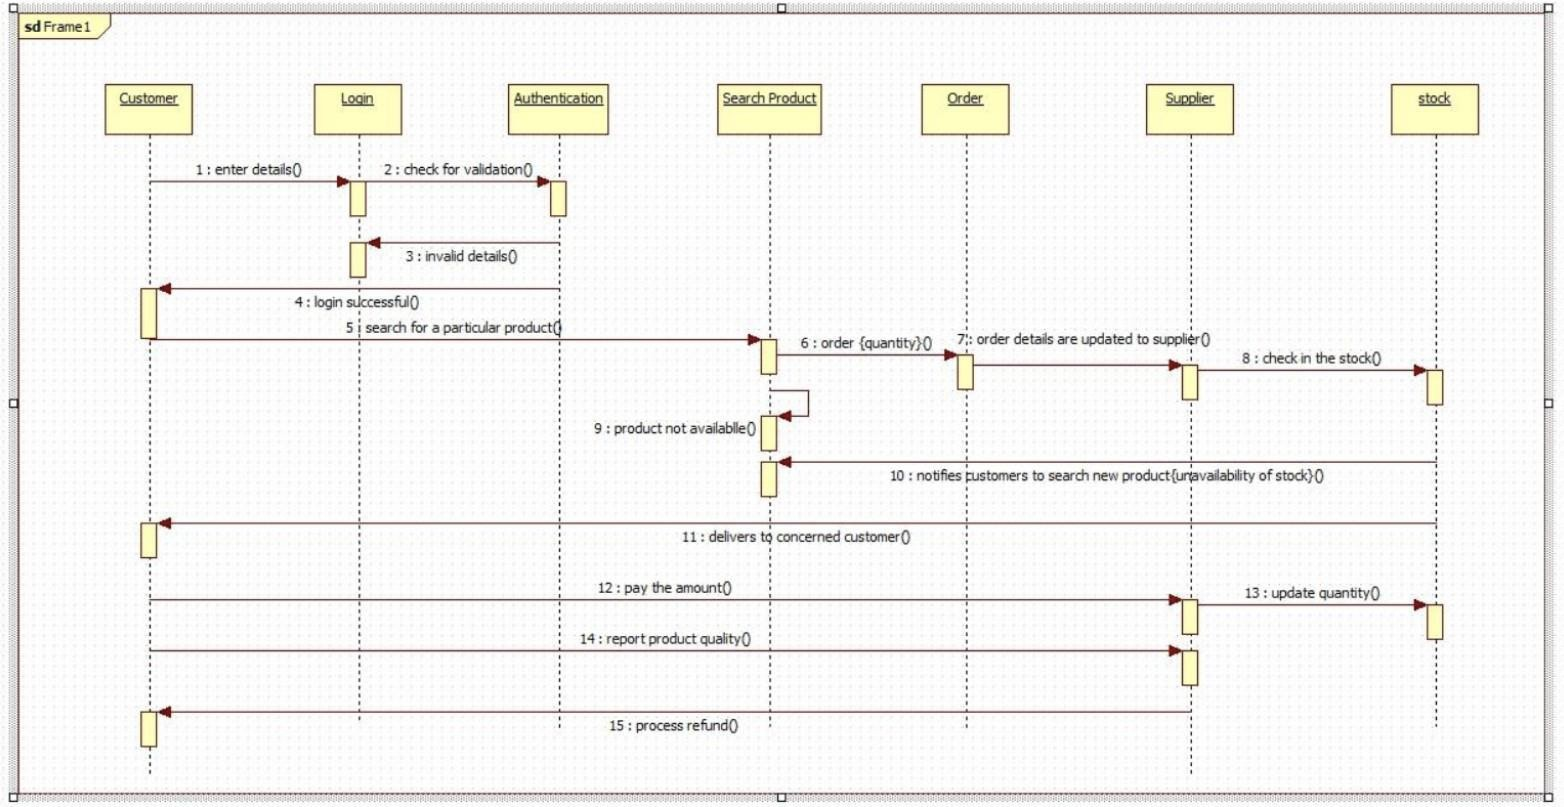 sd Frame1
Customer
Login
Authentication
Search Product
Order
Supplier
stock
1 : enter details()
2 : check for validation()
3 : invalid details()
4 : login successful()
5 : search for a particular product()
6 : order {quantity}()
7 : order details are updated to supplier()
8 : check in the stock()
9 : product not availablle()
10 : notifies customers to search new product{unavailability of stock}()
11 : delivers to concerned customer()
12 : pay the amount()
13 : update quantity()
14 : report product quality()
15 : process refund()